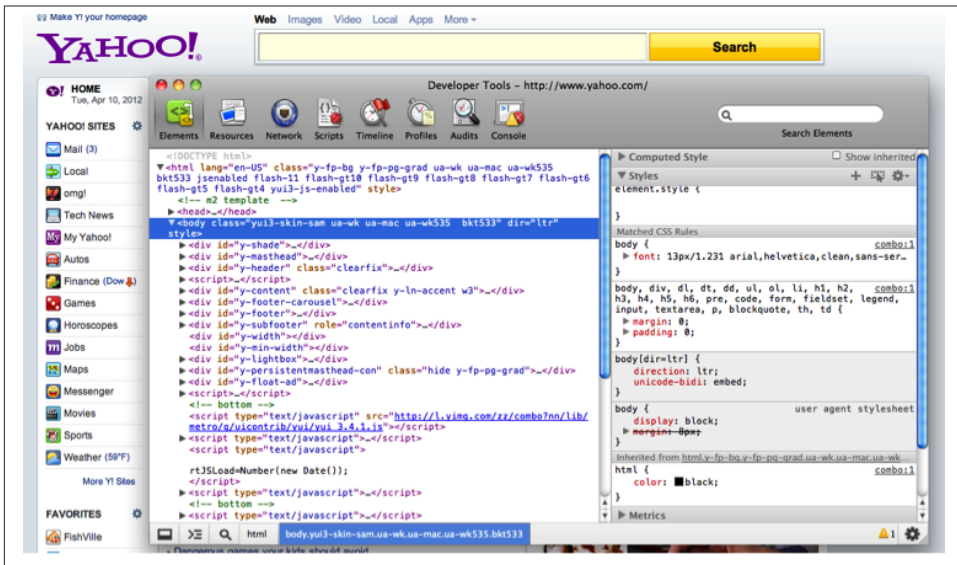 Make Y! your homepage
Web Images Video Local Apps More
YAHOO!
Search
Y! HOME
Tue, Apr 10, 2012
YAHOO! SITES
Mail (3)
Local
omg!
Tech News
My My Yahoo!
Autos
Finance (Dow)
Games
Horoscopes
m Jobs
Maps
Messenger
Movies
Sports
Weather (59°F)
More Y! Sites
FAVORITES
FishVille
Developer Tools - http://www.yahoo.com/
Elements Resources Network Scripts Timeline Profiles Audits Console
Search Elements
<!DOCTYPE html>
<html lang="en-US" class="y-fp-bg y-fp-pg-grad ua-wk ua-mac ua-wk535
bkt533 jsenabled flash-11 flash-gt10 flash-gt9 flash-gt8 flash-gt7 flash-gt6
flash-gt5 flash-gt4 yui3-js-enabled" style>
<!-- m2 template -->
<head>…</head>
<body class="yui3-skin-sam ua-wk ua-mac ua-wk535 bkt533" dir="ltr"
style>
<div id="y-shade">…</div>
<div id="y-masthead">…</div>
<div id="y-header" class="clearfix">…</div>
<script>…</script>
<div id="y-content" class="clearfix y-ln-accent w3">…</div>
<div id="y-footer-carousel">…</div>
<div id="y-footer">…</div>
<div id="y-subfooter" role="contentinfo">…</div>
<div id="y-width"></div>
<div id="y-min-width"></div>
<div id="y-lightbox">…</div>
<div id="y-persistentmasthead-con" class="hide y-fp-pg-grad">…</div>
<div id="y-float-ad">…</div>
<script>…</script>
<!-- bottom -->
<script type="text/javascript" src="http://l.yimg.com/zz/combo?nn/lib/
metro/g/uicontrib/yui/yui_3.4.1.js"></script>
<script type="text/javascript">…</script>
<script type="text/javascript">
rtJSLoad=Number(new Date());
</script>
<script type="text/javascript">…</script>
<!-- bottom -->
<script type="text/javascript">…</script>
html body.yui3-skin-sam.ua-wk.ua-mac.ua-wk535.bkt533
Computed Style Show inherited
Styles
element.style {
}
Matched CSS Rules
body { combo:1
font: 13px/1.231 arial,helvetica,clean,sans-ser…
}
body, div, dl, dt, dd, ul, ol, li, h1, h2, combo:1
h3, h4, h5, h6, pre, code, form, fieldset, legend,
input, textarea, p, blockquote, th, td {
margin: 0;
padding: 0;
}
body[dir=ltr] {
direction: ltr;
unicode-bidi: embed;
}
body { user agent stylesheet
display: block;
margin: 8px;
}
Inherited from html.y-fp-bg.y-fp-pg-grad.ua-wk.ua-mac.ua-wk…
html { combo:1
color: black;
}
Metrics
1
Dangerous games your kids should avoid